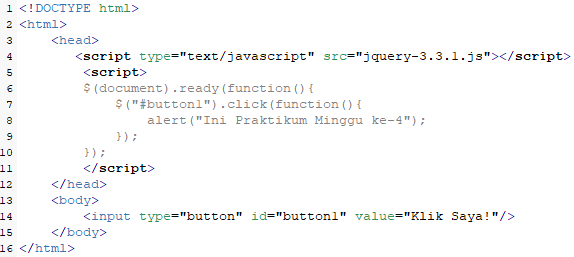 1 <!DOCTYPE html>
2 <html>
3     <head>
4        <script type="text/javascript" src="jquery-3.3.1.js"></script>
5         <script>
6         $(document).ready(function(){
7             $("#button1").click(function(){
8                 alert("Ini Praktikum Minggu ke-4");
9             });
10         });
11         </script>
12     </head>
13     <body>
14         <input type="button" id="button1" value="Klik Saya!"/>
15     </body>
16 </html>